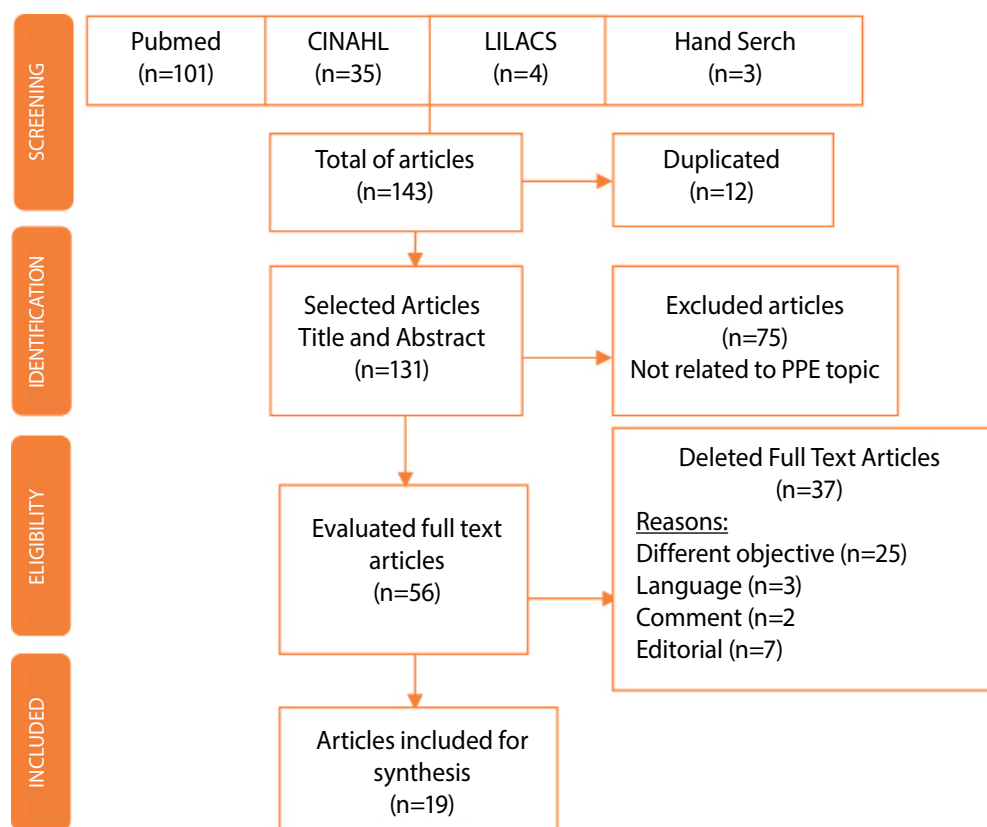 SCREENING
Pubmed
(n=101)
CINAHL
(n=35)
LILACS
(n=4)
Hand Serch
(n=3)
Total of articles
(n=143)
Duplicated
(n=12)
IDENTIFICATION
Selected Articles
Title and Abstract
(n=131)
Excluded articles
(n=75)
Not related to PPE topic
ELIGIBILITY
Evaluated full text
articles
(n=56)
Deleted Full Text Articles
(n=37)
Reasons:
Different objective (n=25)
Language (n=3)
Comment (n=2
Editorial (n=7)
INCLUDED
Articles included for
synthesis
(n=19)